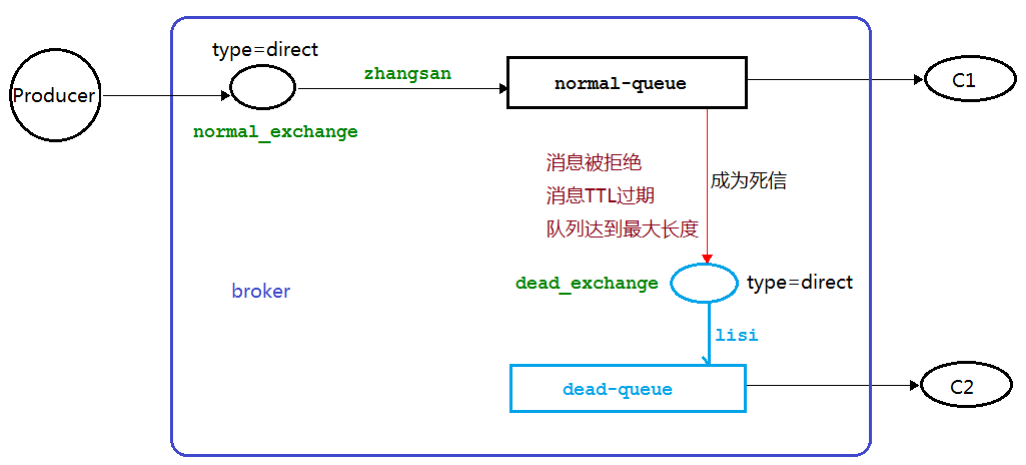 type=direct
Producer
zhangsan
normal-queue
C1
normal_exchange
消息被拒绝
消息TTL过期
队列达到最大长度
成为死信
broker
dead_exchange
type=direct
lisi
dead-queue
C2